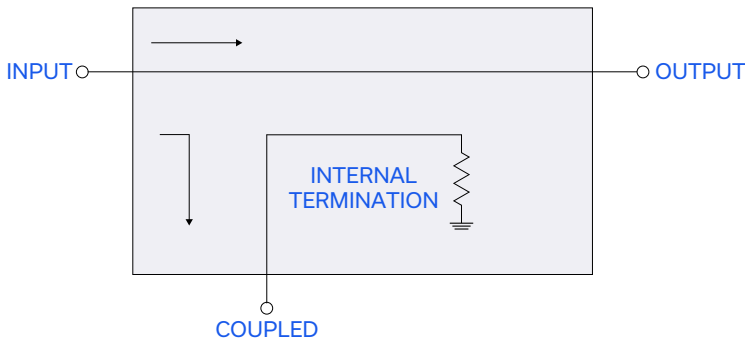 INPUT
OUTPUT
INTERNAL
TERMINATION
COUPLED